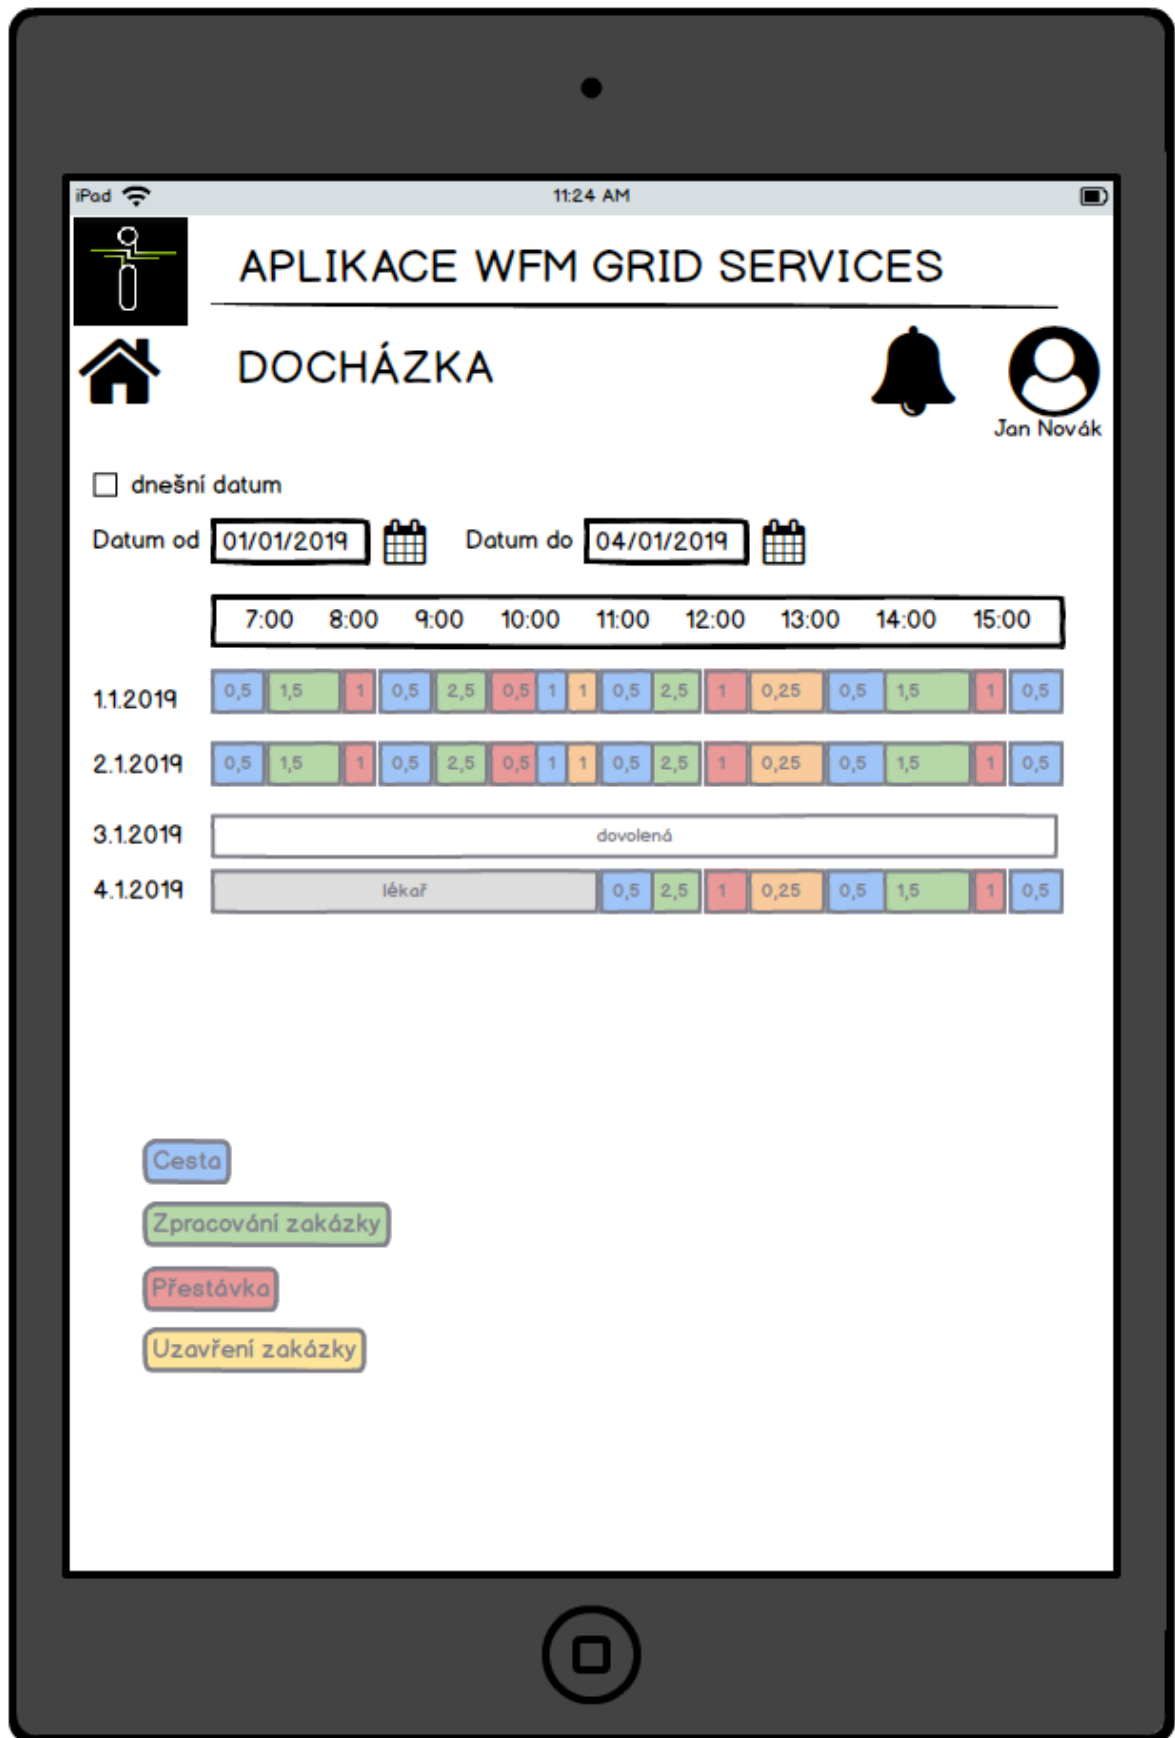 iPad 11:24 AM
APLIKACE WFM GRID SERVICES
DOCHÁZKA
Jan Novák
dnešní datum
Datum od 01/01/2019 Datum do 04/01/2019
7:00 8:00 9:00 10:00 11:00 12:00 13:00 14:00 15:00
1.1.2019 0,5 1,5 1 0,5 2,5 0,5 1 1 0,5 2,5 1 0,25 0,5 1,5 1 0,5
2.1.2019 0,5 1,5 1 0,5 2,5 0,5 1 1 0,5 2,5 1 0,25 0,5 1,5 1 0,5
3.1.2019 dovolená
4.1.2019 lékař 0,5 2,5 1 0,25 0,5 1,5 1 0,5
Cesta
Zpracování zakázky
Přestávka
Uzavření zakázky